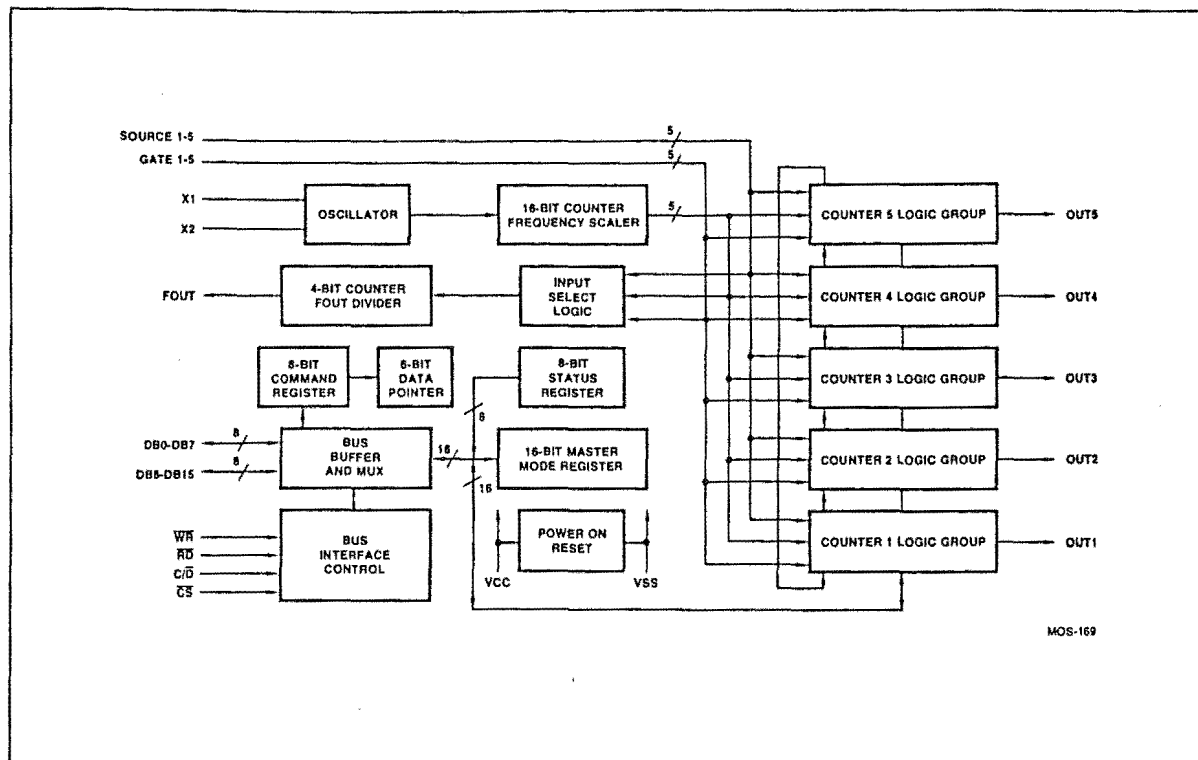 SOURCE 1-5
5
GATE 1-5
5
X1
X2
OSCILLATOR
16-BIT COUNTER
FREQUENCY SCALER
5
COUNTER 5 LOGIC GROUP
OUT5
FOUT
4-BIT COUNTER
FOUT DIVIDER
INPUT
SELECT
LOGIC
COUNTER 4 LOGIC GROUP
OUT4
8-BIT
COMMAND
REGISTER
6-BIT
DATA
POINTER
8-BIT
STATUS
REGISTER
8
COUNTER 3 LOGIC GROUP
OUT3
DB0-DB7
8
DB8-DB15
8
BUS
BUFFER
AND MUX
16
16-BIT MASTER
MODE REGISTER
16
COUNTER 2 LOGIC GROUP
OUT2
W̅R̅
R̅D̅
C/D̅
C̅S̅
BUS
INTERFACE
CONTROL
POWER ON
RESET
VCC
VSS
COUNTER 1 LOGIC GROUP
OUT1
MOS-169